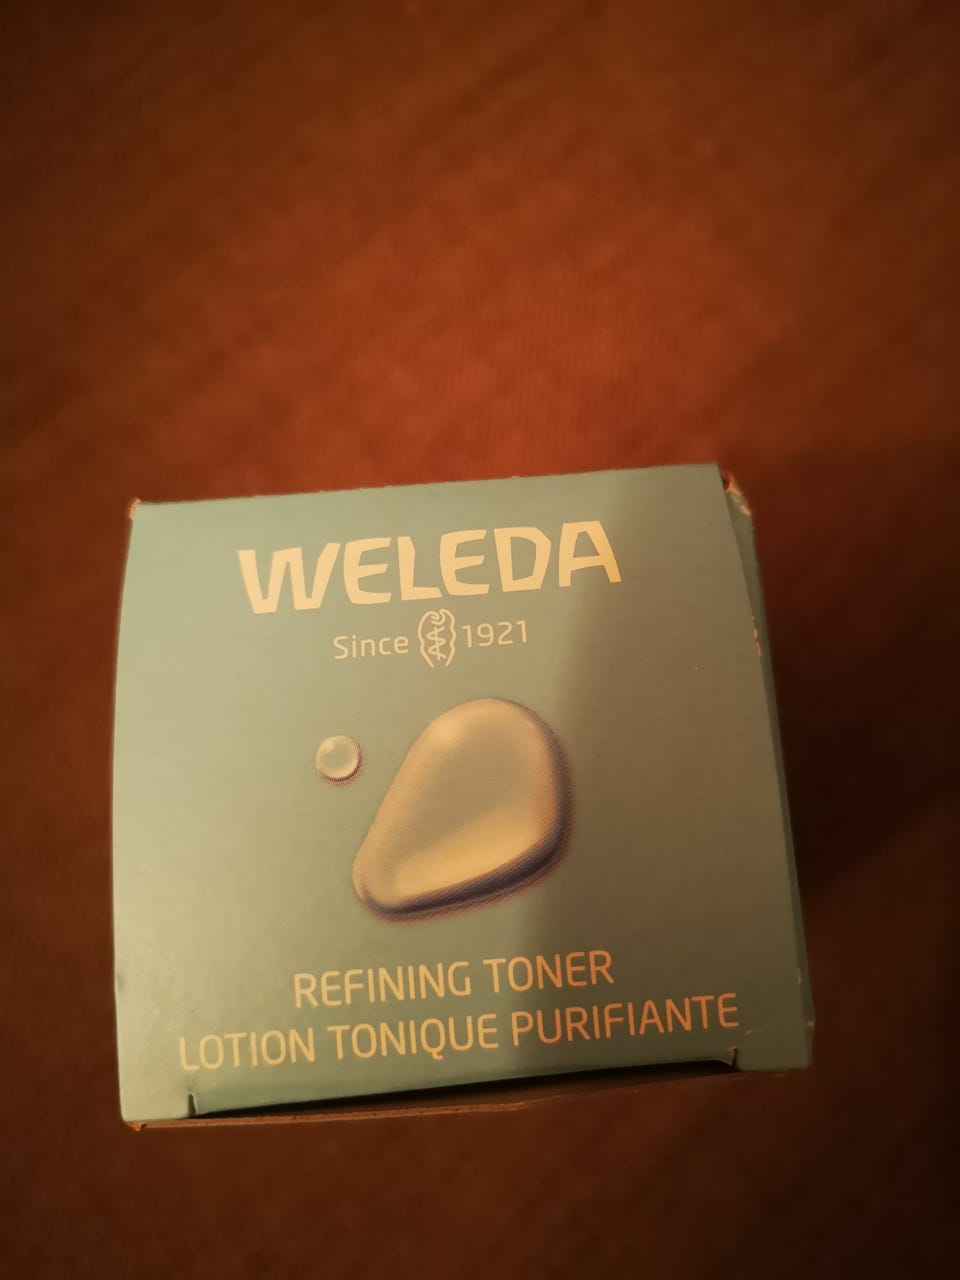 WELEDA
Since 1921
REFINING TONER
LOTION TONIQUE PURIFIANTE